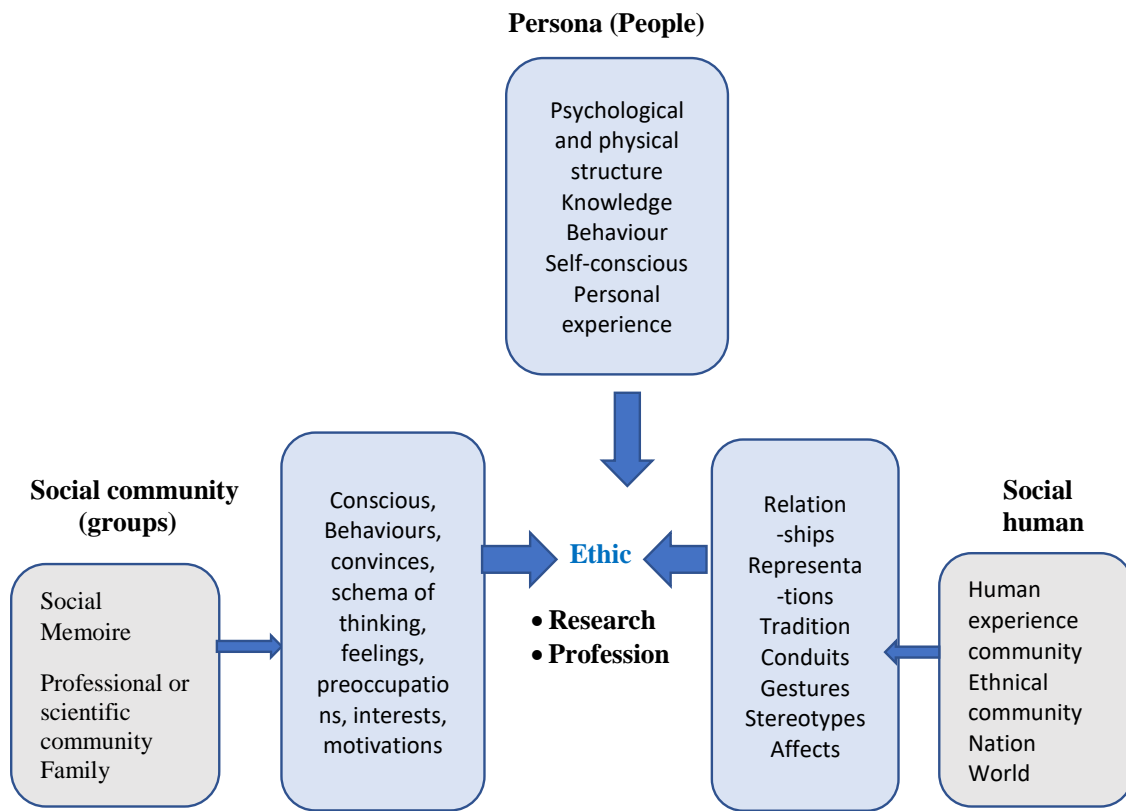 Persona (People)
Psychological
and physical
structure
Knowledge
Behaviour
Self-conscious
Personal
experience
Social community
(groups)
Social
Memoire
Professional or
scientific
community
Family
Conscious,
Behaviours,
convinces,
schema of
thinking,
feelings,
preoccupatio
ns, interests,
motivations
Ethic
• Research
• Profession
Relation
-ships
Representa
-tions
Tradition
Conduits
Gestures
Stereotypes
Affects
Social
human
Human
experience
community
Ethnical
community
Nation
World